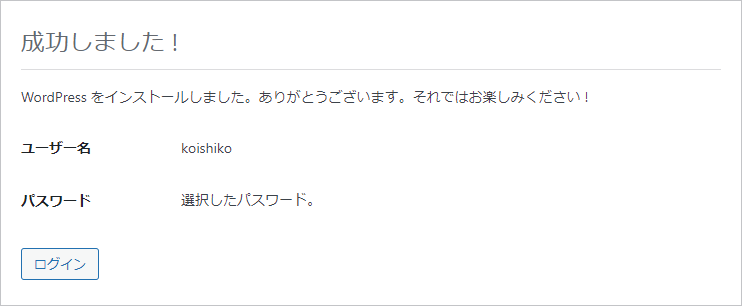 成功しました !
WordPress をインストールしました。ありがとうございます。それではお楽しみください !
ユーザー名 koishiko
パスワード 選択したパスワード。
ログイン